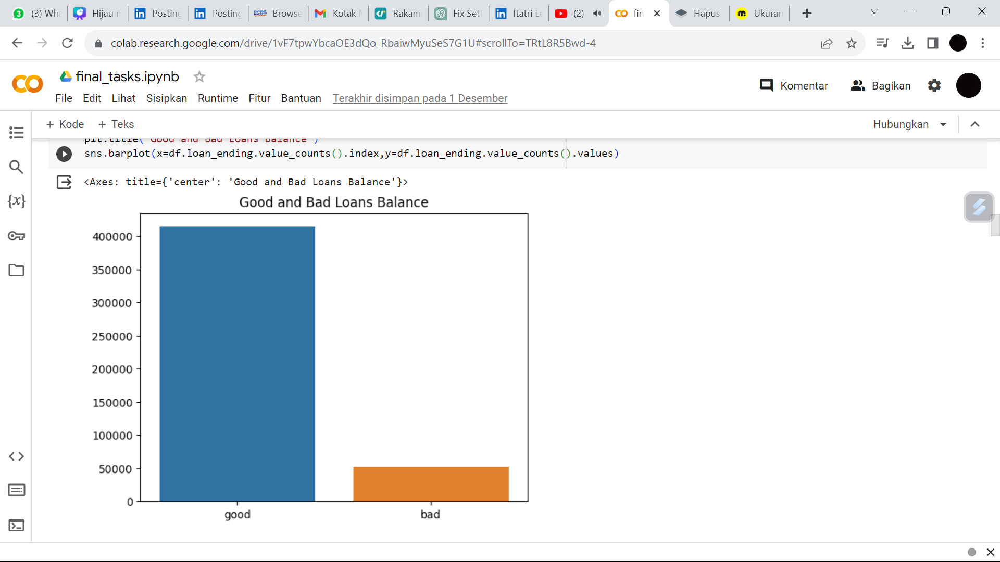 (3) Wha Hijau m Posting Posting Browse Kotak Rakam Fix Sett Itatri Le (2) fin Hapus Ukuran
colab.research.google.com/drive/1vF7tpwYbcaOE3dQo_RbaiwMyuSeS7G1U#scrollTo=TRtL8R5Bwd-4
final_tasks.ipynb
Komentar Bagikan
File Edit Lihat Sisipkan Runtime Fitur Bantuan Terakhir disimpan pada 1 Desember
+ Kode + Teks Hubungkan
plt.title("Good and Bad Loans Balance")
sns.barplot(x=df.loan_ending.value_counts().index,y=df.loan_ending.value_counts().values)
<Axes: title={'center': 'Good and Bad Loans Balance'}>
Good and Bad Loans Balance
400000
350000
300000
250000
200000
150000
100000
50000
0
good bad